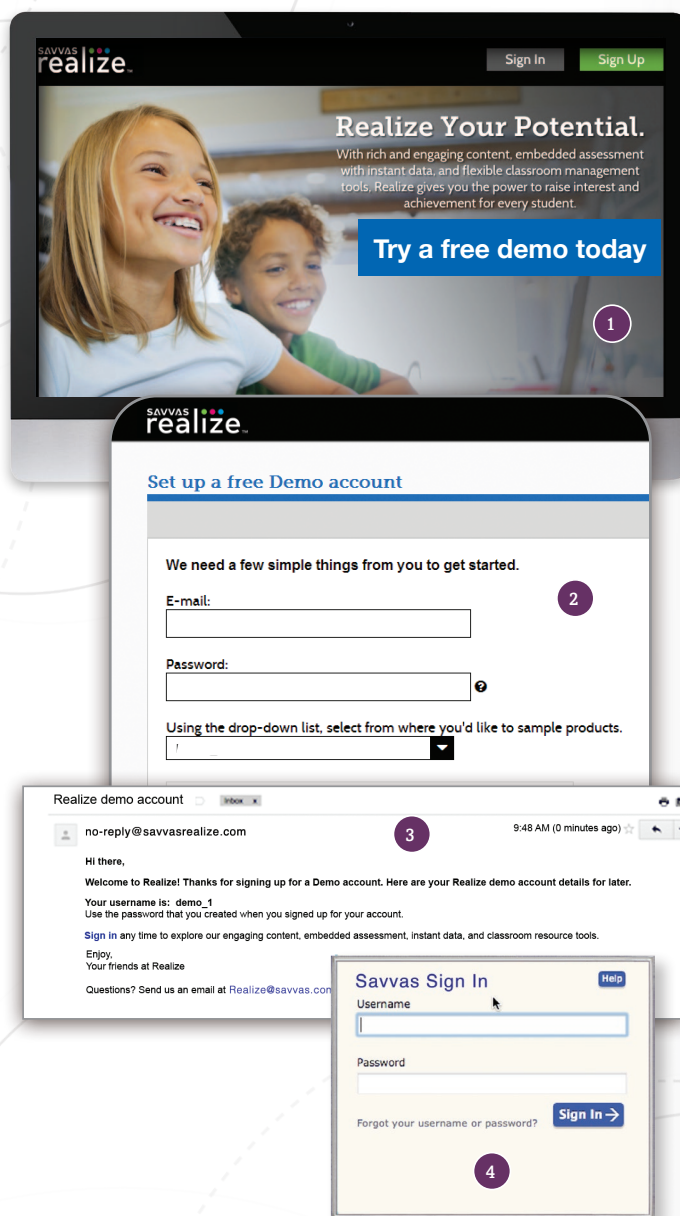 SAVVAS
realize™
Sign In
Sign Up
Realize Your Potential.
With rich and engaging content, embedded assessment
with instant data, and flexible classroom management
tools, Realize gives you the power to raise interest and
achievement for every student.
Try a free demo today
1
SAVVAS
realize™
Set up a free Demo account
We need a few simple things from you to get started.
2
E-mail:
Password:
?
Using the drop-down list, select from where you'd like to sample products.
Realize demo account
Inbox x
no-reply@savvasrealize.com
3
9:48 AM (0 minutes ago)
Hi there,
Welcome to Realize! Thanks for signing up for a Demo account. Here are your Realize demo account details for later.
Your username is: demo_1
Use the password that you created when you signed up for your account.
Sign in any time to explore our engaging content, embedded assessment, instant data, and classroom resource tools.
Enjoy,
Your friends at Realize
Questions? Send us an email at Realize@savvas.com
Savvas Sign In
Help
Username
Password
Forgot your username or password?
Sign In →
4